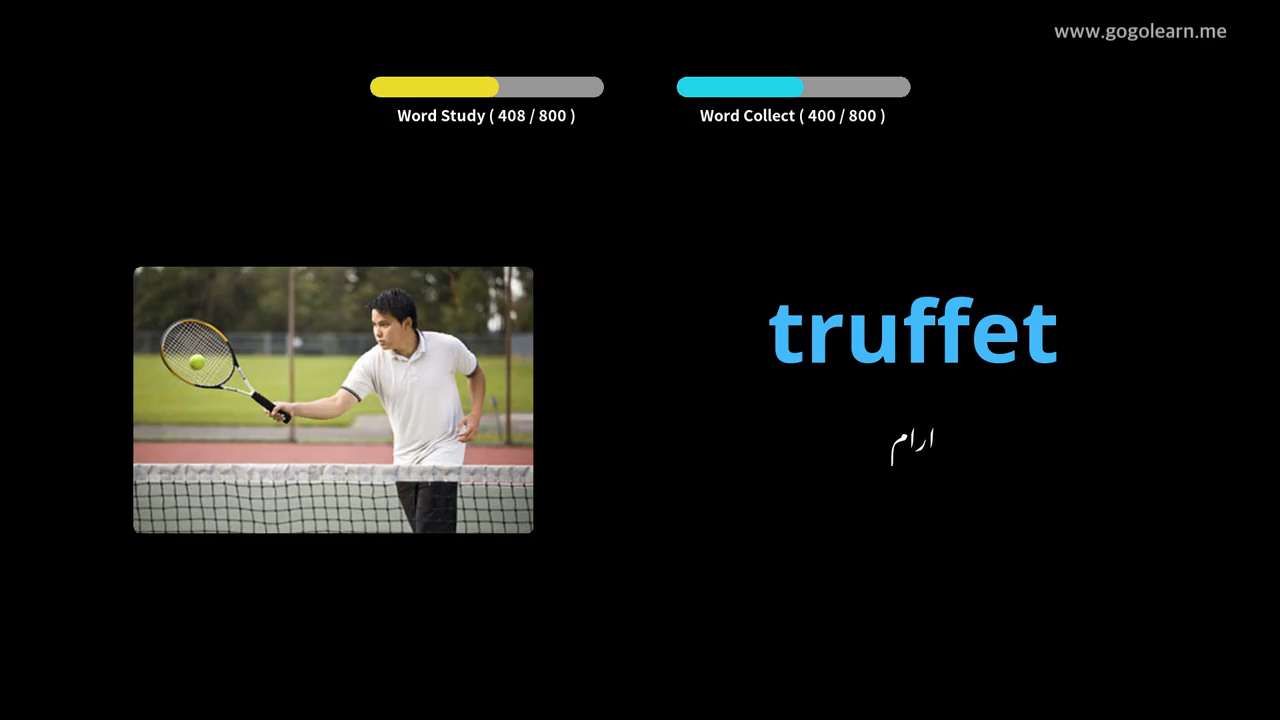 www.gogolearn.me
Word Study ( 408 / 800 )
Word Collect ( 400 / 800 )
truffet
ارام